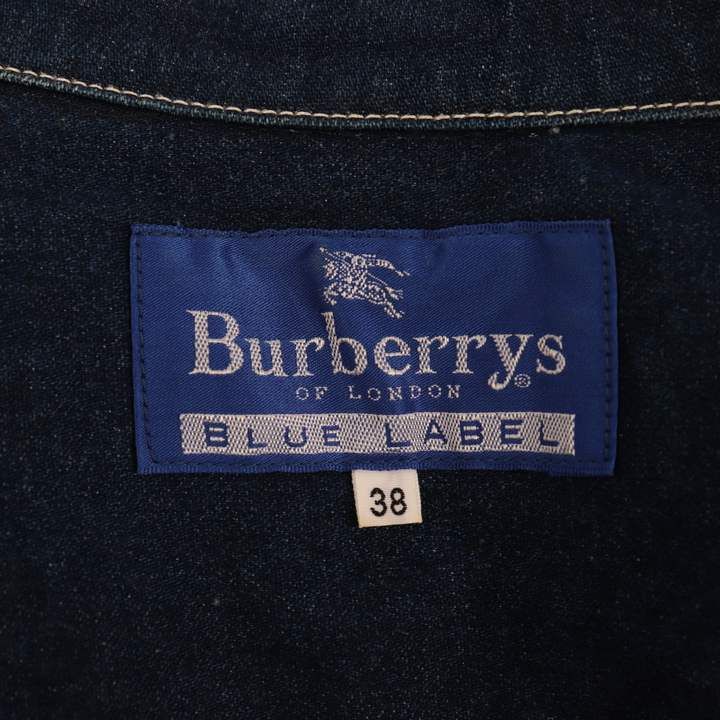 Burberrys®
OF LONDON
BLUE LABEL
38